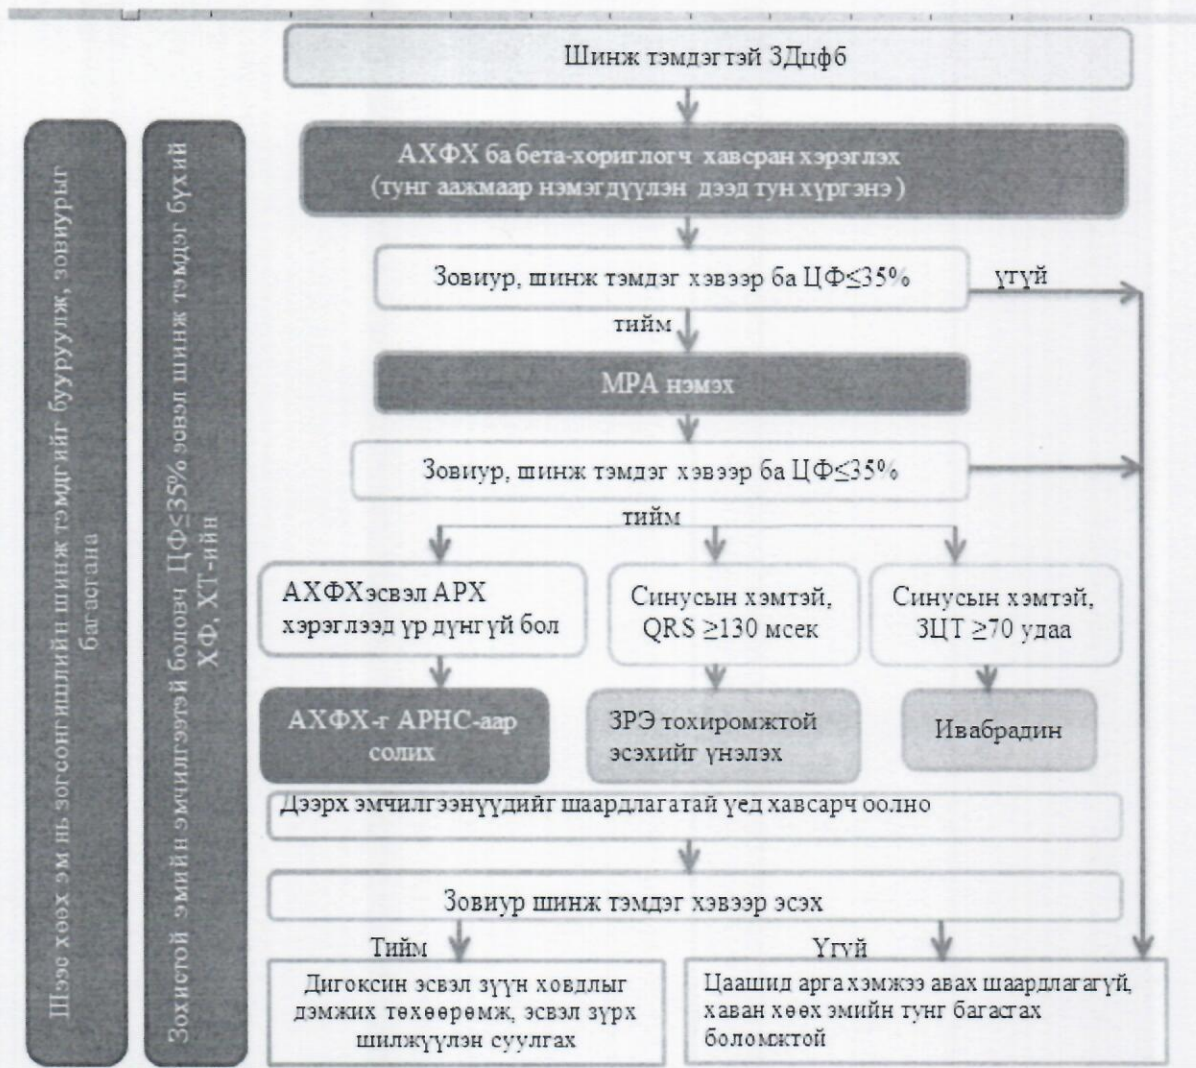 Шинж тэмдэгтэй ЗДцфб
АХФХ ба бета-хориглогч хавсран хэрэглэх
(тунг аажмаар нэмэгдүүлэн дээд тун хүргэнэ )
Зовиур, шинж тэмдэг хэвээр ба ЦФ≤35%
үгүй
тийм
МРА нэмэх
Зовиур, шинж тэмдэг хэвээр ба ЦФ≤35%
тийм
АХФХэсвэл АРХ
хэрэглээд үр дүнгүй бол
Синусын хэмтэй,
QRS ≥130 мсек
Синусын хэмтэй,
ЗЦТ ≥70 удаа
АХФХ-г АРНС-аар
солих
ЗРЭ тохиромжтой
эсэхийг үнэлэх
Ивабрадин
Дээрх эмчилгээнүүдийг шаардлагатай үед хавсарч болно
Зовиур шинж тэмдэг хэвээр эсэх
Тийм
Үгүй
Дигоксин эсвэл зүүн ховдлыг
дэмжих төхөөрөмж, эсвэл зүрх
шилжүүлэн суулгах
Цаашид арга хэмжээ авах шаардлагагүй,
хаван хөөх эмийн тунг багасгах
боломжтой
Шээс хөөх эм нь зогсонгишлийн шинж тэмдгийг бууруулж, зовиурыг
багасгана
Зохистой эмийн эмчилгээтэй боловч ЦФ≤35% эсвэл шинж тэмдэг бүхий
ХФ, ХТ-ийн